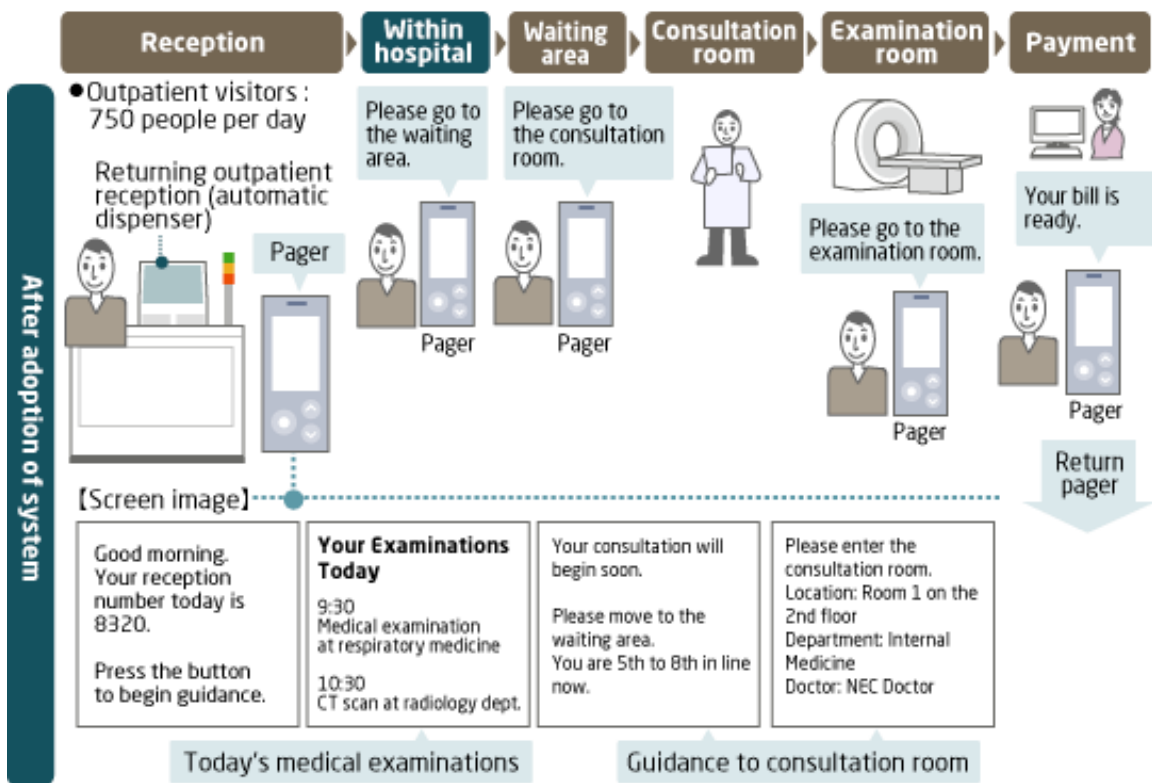 Reception
Within
hospital
Waiting
area
Consultation
room
Examination
room
Payment
After adoption of system
●Outpatient visitors :
750 people per day
Returning outpatient
reception (automatic
dispenser)
Pager
Please go to
the waiting
area.
Pager
Please go to
the consultation
room.
Pager
Please go to the
examination room.
Pager
Your bill is
ready.
Pager
Return
pager
【Screen image】
Good morning.
Your reception
number today is
8320.
Press the button
to begin guidance.
Your Examinations
Today
9:30
Medical examination
at respiratory medicine
10:30
CT scan at radiology dept.
Your consultation will
begin soon.
Please move to the
waiting area.
You are 5th to 8th in line
now.
Please enter the
consultation room.
Location: Room 1 on the
2nd floor
Department: Internal
Medicine
Doctor: NEC Doctor
Today's medical examinations
Guidance to consultation room